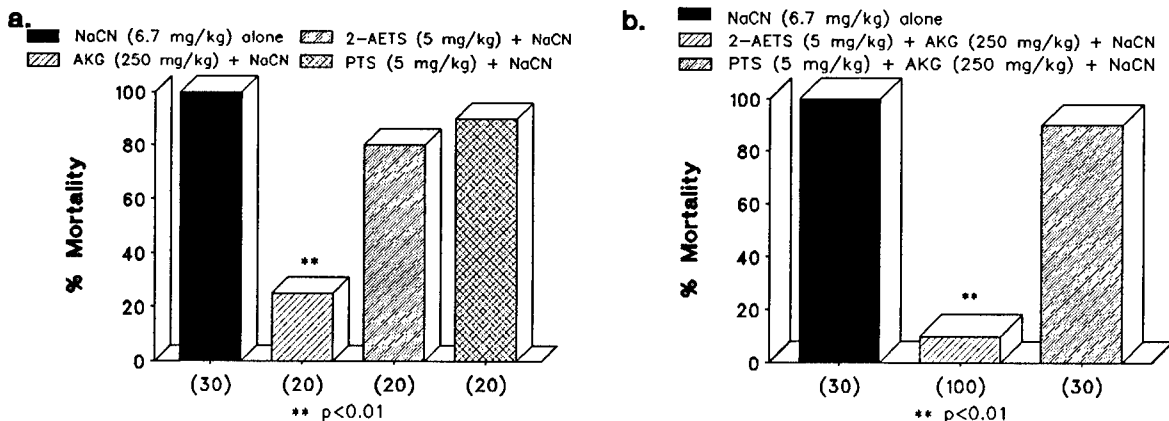 a.
NaCN (6.7 mg/kg) alone
2-AETS (5 mg/kg) + NaCN
AKG (250 mg/kg) + NaCN
PTS (5 mg/kg) + NaCN
% Mortality
100
80
60
40
20
0
**
(30) (20) (20) (20)
** p<0.01
b.
NaCN (6.7 mg/kg) alone
2-AETS (5 mg/kg) + AKG (250 mg/kg) + NaCN
PTS (5 mg/kg) + AKG (250 mg/kg) + NaCN
% Mortality
100
80
60
40
20
0
**
(30) (100) (30)
** p<0.01